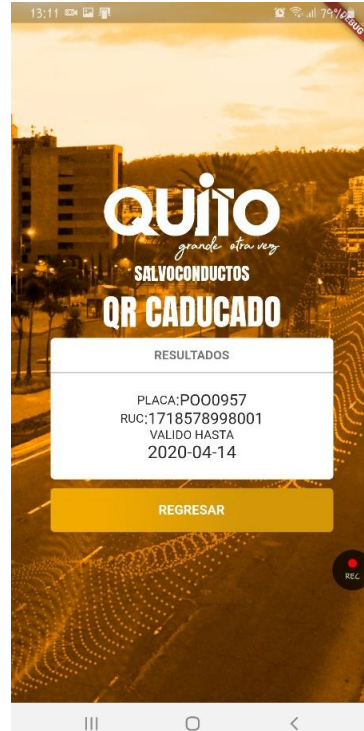 13:11
79%
DEBUG
QUITO
grande otra vez
SALVOCONDUCTOS
QR CADUCADO
RESULTADOS
PLACA:POO0957
RUC:1718578998001
VALIDO HASTA
2020-04-14
REGRESAR
REC